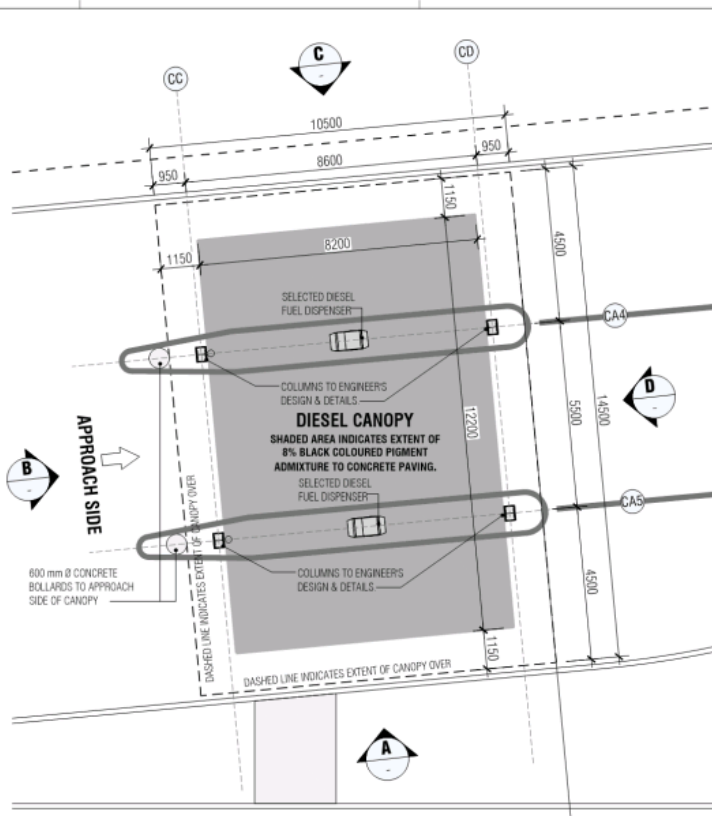 C
-
CC
CD
10500
950
8600
950
1150
8200
1150
4500
SELECTED DIESEL
FUEL DISPENSER
CA4
COLUMNS TO ENGINEER'S
DESIGN & DETAILS
D
-
DIESEL CANOPY
SHADED AREA INDICATES EXTENT OF
8% BLACK COLOURED PIGMENT
ADMIXTURE TO CONCRETE PAVING.
12200
5500
14500
APPROACH SIDE
B
-
SELECTED DIESEL
FUEL DISPENSER
CA5
COLUMNS TO ENGINEER'S
DESIGN & DETAILS
600 mm Ø CONCRETE
BOLLARDS TO APPROACH
SIDE OF CANOPY
DASHED LINE INDICATES EXTENT OF CANOPY OVER
4500
1150
DASHED LINE INDICATES EXTENT OF CANOPY OVER
A
-